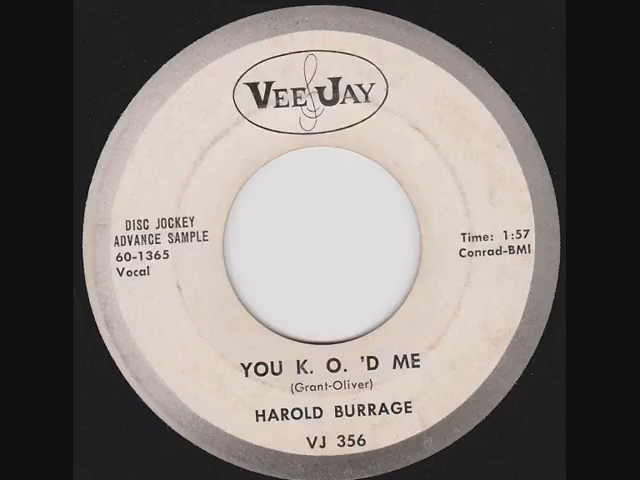 VEE JAY
DISC JOCKEY
ADVANCE SAMPLE
60-1365
Vocal
Time: 1:57
Conrad-BMI
YOU K. O. 'D ME
(Grant-Oliver)
HAROLD BURRAGE
VJ 356